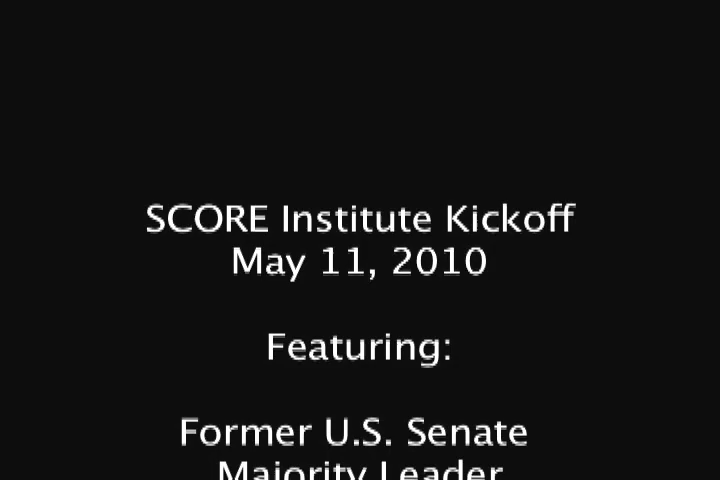 SCORE Institute Kickoff
May 11, 2010
Featuring:
Former U.S. Senate
Majority Leader